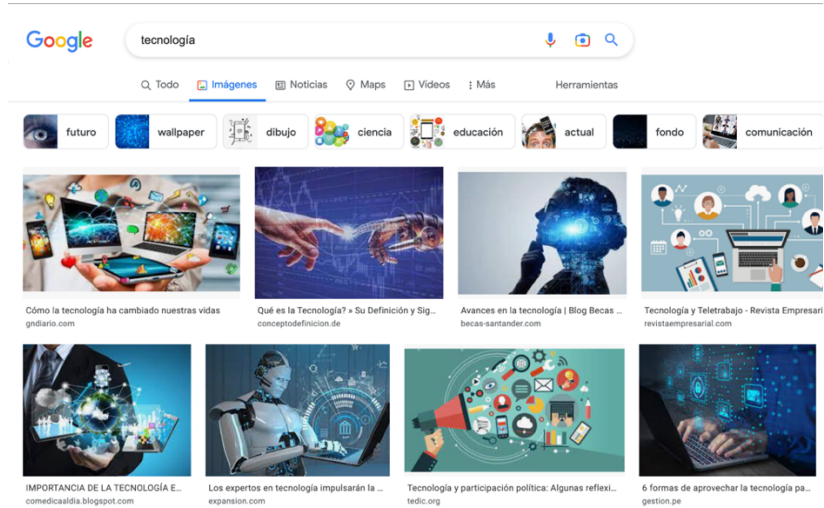 Google
tecnología
Todo Imágenes Noticias Maps Vídeos Más Herramientas
futuro wallpaper dibujo ciencia educación actual fondo comunicación
Cómo la tecnología ha cambiado nuestras vidas
gndiario.com
Qué es la Tecnología? » Su Definición y Sig...
conceptodefinicion.de
Avances en la tecnología | Blog Becas ...
becas-santander.com
Tecnología y Teletrabajo - Revista Empresari
revistaempresarial.com
IMPORTANCIA DE LA TECNOLOGÍA E...
comedicaaldia.blogspot.com
Los expertos en tecnología impulsarán la ...
expansion.com
Tecnología y participación política: Algunas reflexi...
tedic.org
6 formas de aprovechar la tecnología pa...
gestion.pe